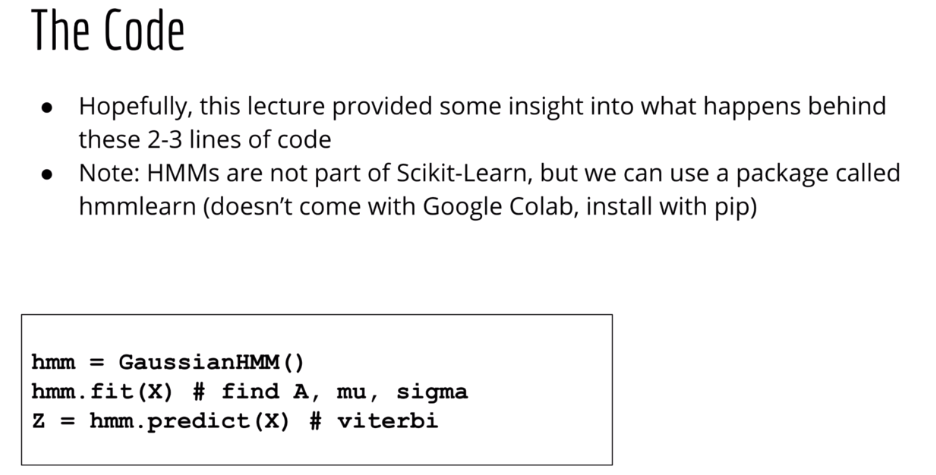 The Code
● Hopefully, this lecture provided some insight into what happens behind
these 2-3 lines of code
● Note: HMMs are not part of Scikit-Learn, but we can use a package called
hmmlearn (doesn’t come with Google Colab, install with pip)
hmm = GaussianHMM()
hmm.fit(X) # find A, mu, sigma
Z = hmm.predict(X) # viterbi